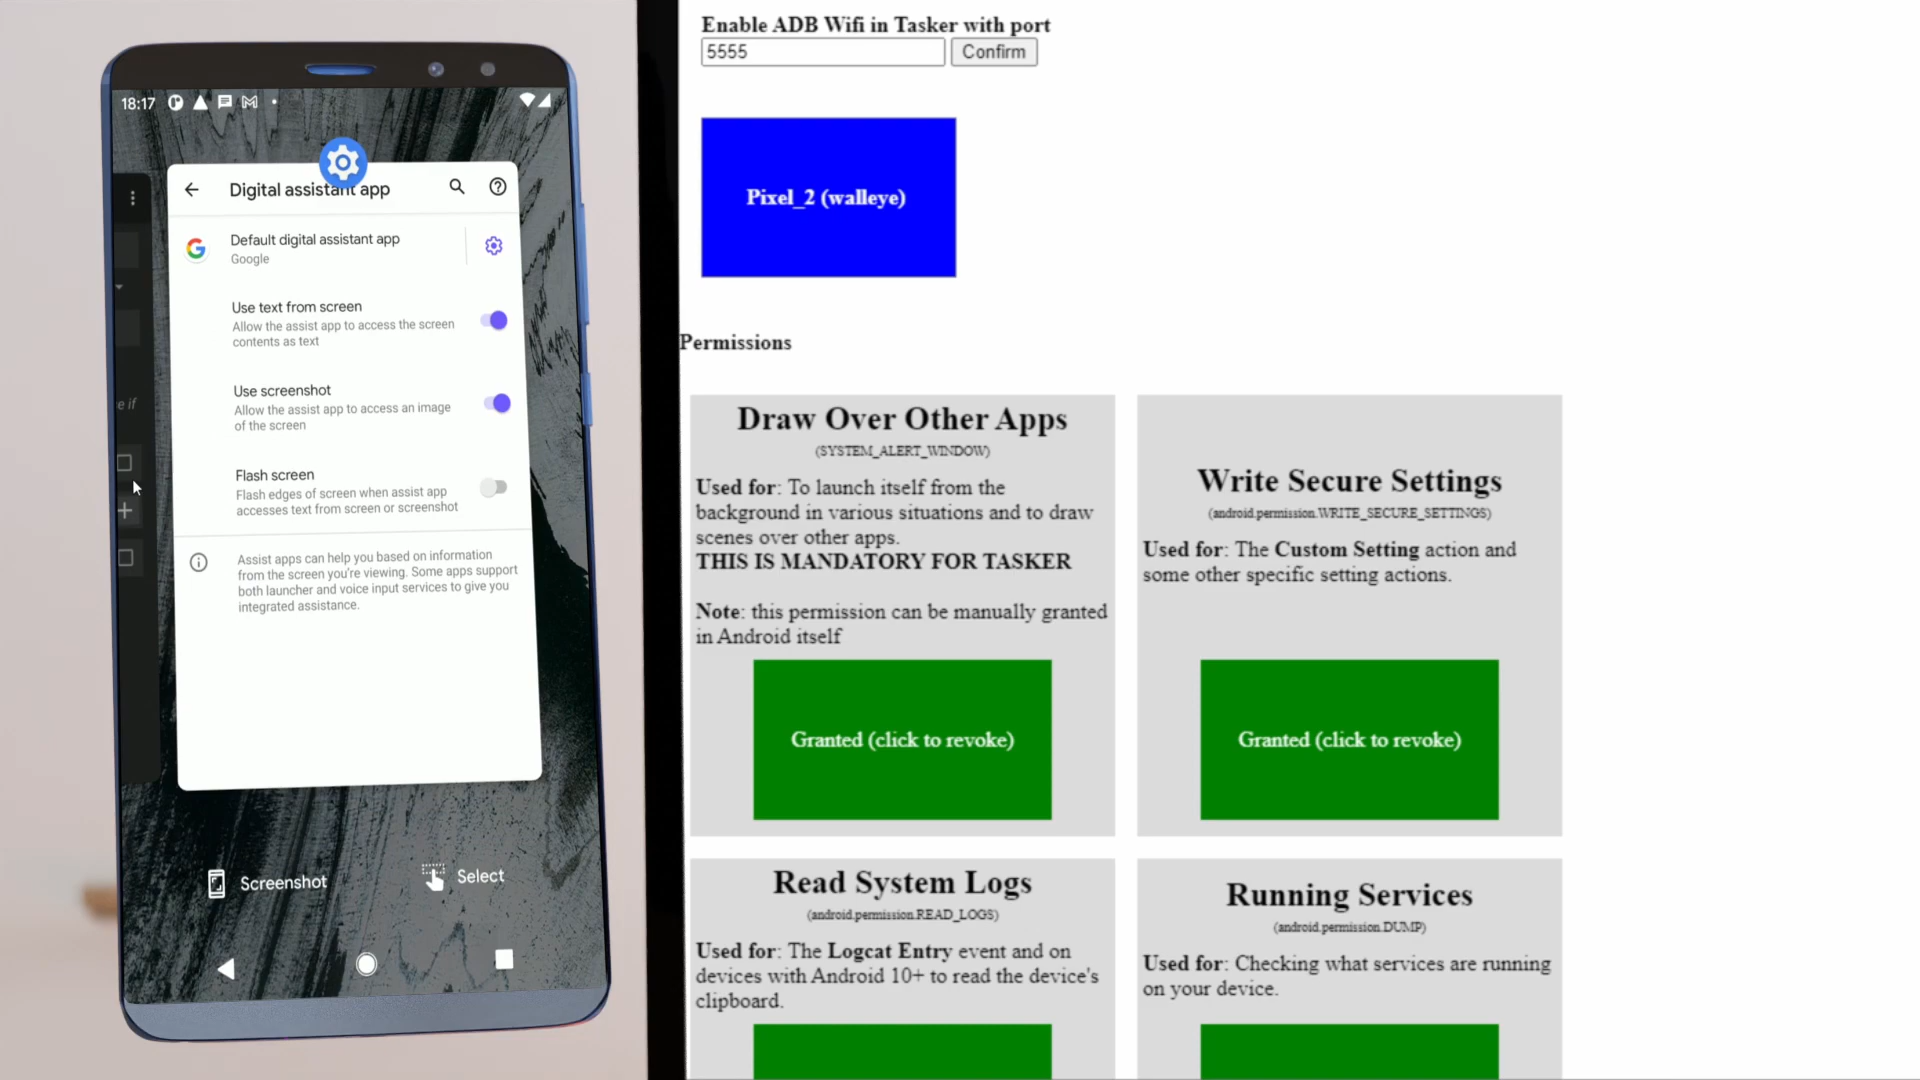 18:17
Digital assistant app
Default digital assistant app
Google
Use text from screen
Allow the assist app to access the screen
contents as text
Use screenshot
Allow the assist app to access an image
of the screen
Flash screen
Flash edges of screen when assist app
accesses text from screen or screenshot
Assist apps can help you based on information
from the screen you're viewing. Some apps support
both launcher and voice input services to give you
integrated assistance.
e if
Screenshot
Select
Enable ADB Wifi in Tasker with port
5555
Confirm
Pixel_2 (walleye)
Permissions
Draw Over Other Apps
(SYSTEM_ALERT_WINDOW)
Used for: To launch itself from the
background in various situations and to draw
scenes over other apps.
THIS IS MANDATORY FOR TASKER
Note: this permission can be manually granted
in Android itself
Granted (click to revoke)
Write Secure Settings
(android.permission.WRITE_SECURE_SETTINGS)
Used for: The Custom Setting action and
some other specific setting actions.
Granted (click to revoke)
Read System Logs
(android.permission.READ_LOGS)
Used for: The Logcat Entry event and on
devices with Android 10+ to read the device's
clipboard.
Running Services
(android.permission.DUMP)
Used for: Checking what services are running
on your device.